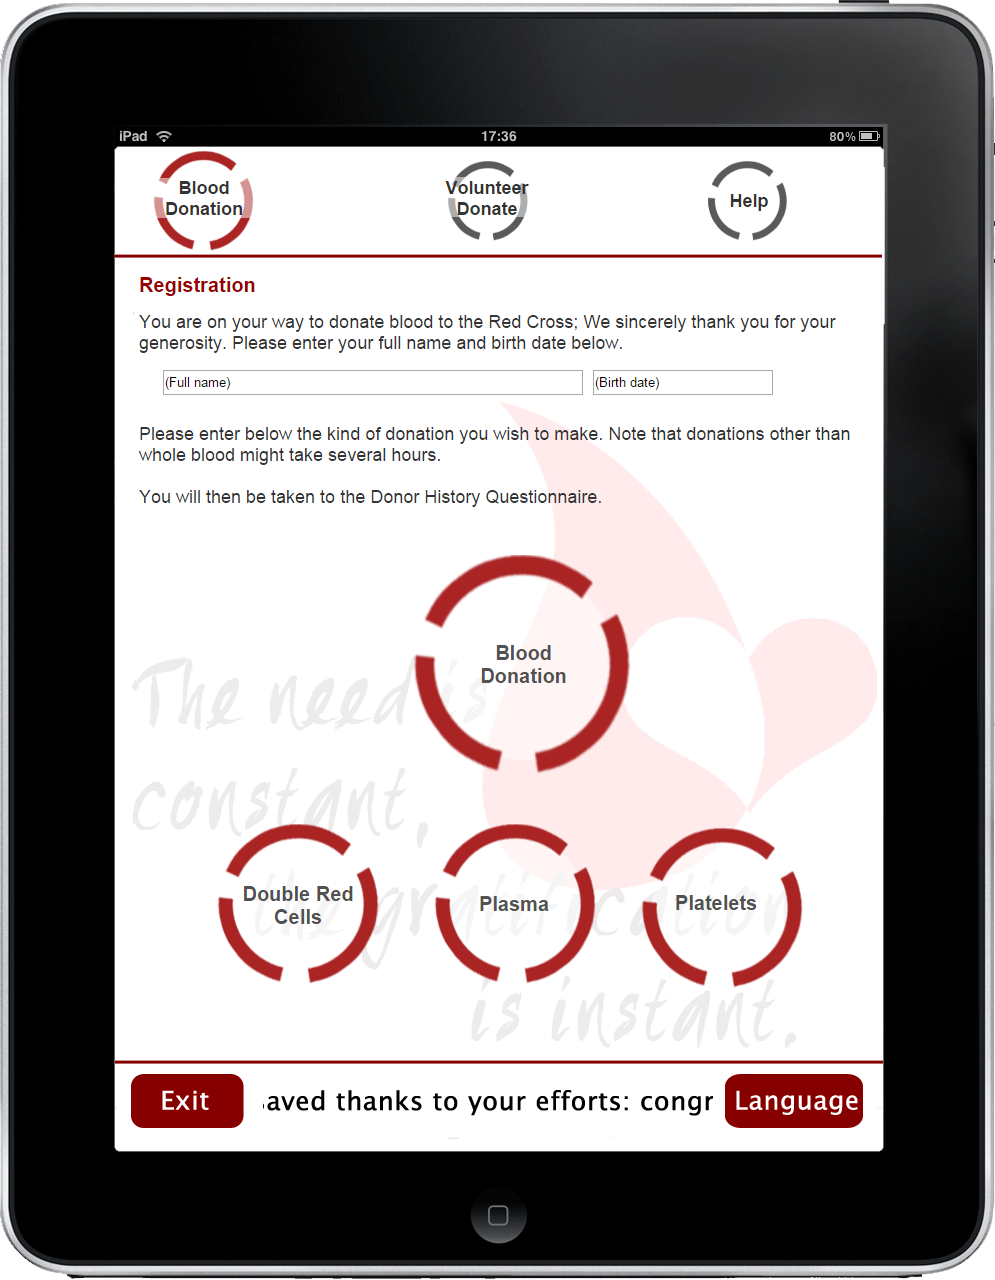 iPad 17:36 80%
Blood
Donation
Volunteer
Donate
Help
Registration
You are on your way to donate blood to the Red Cross; We sincerely thank you for your
generosity. Please enter your full name and birth date below.
(Full name) (Birth date)
Please enter below the kind of donation you wish to make. Note that donations other than
whole blood might take several hours.
You will then be taken to the Donor History Questionnaire.
Blood
Donation
The need is
constant,
Double Red
Cells
Plasma
Platelets
the gratification
is instant.
Exit
aved thanks to your efforts: congr
Language